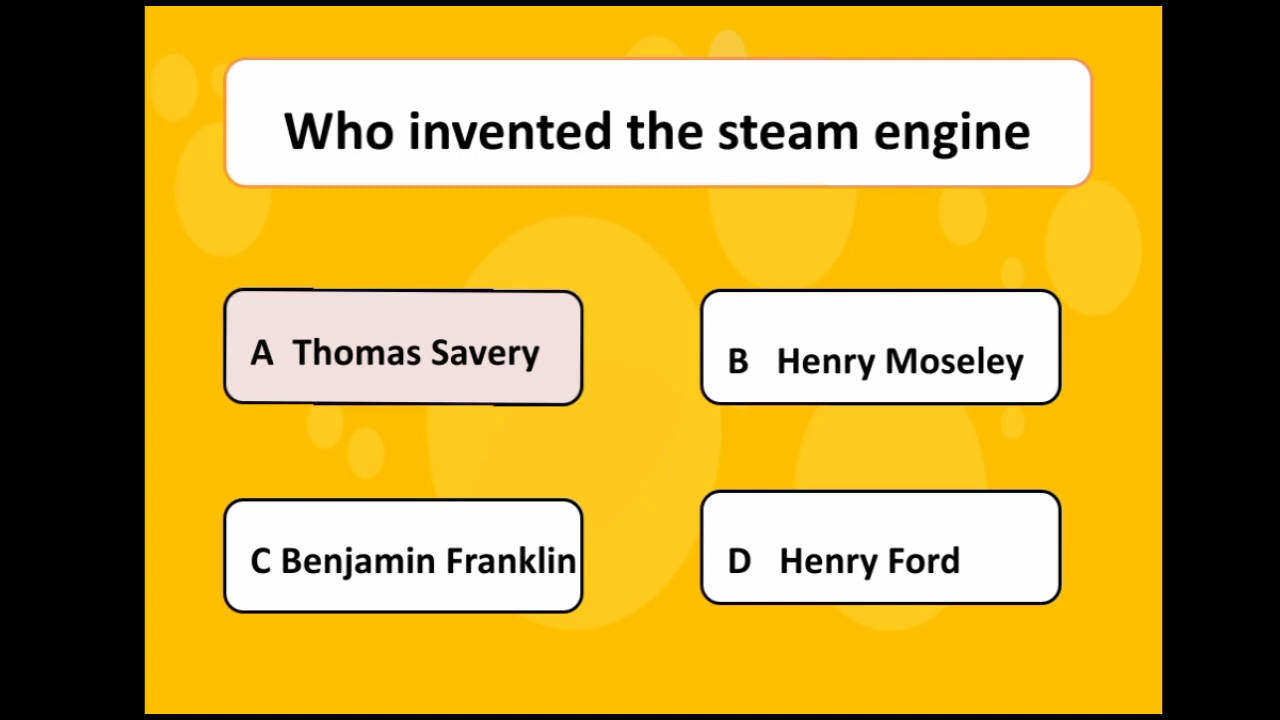 Who invented the steam engine
A Thomas Savery
B Henry Moseley
C Benjamin Franklin
D Henry Ford